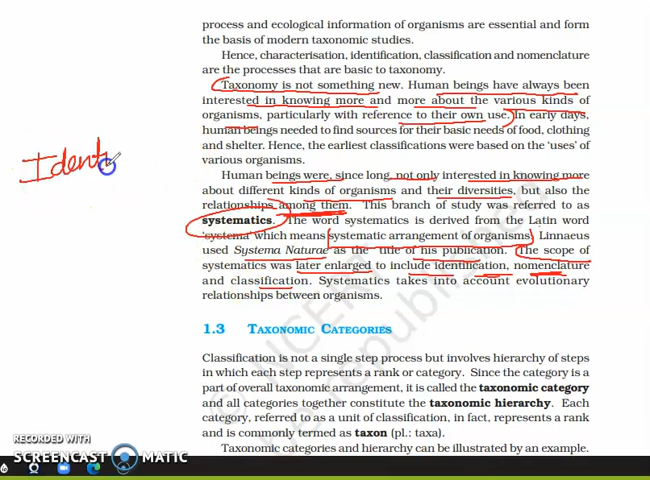 process and ecological information of organisms are essential and form
the basis of modern taxonomic studies.
Hence, characterisation, identification, classification and nomenclature
are the processes that are basic to taxonomy.
Taxonomy is not something new. Human beings have always been
interested in knowing more and more about the various kinds of
organisms, particularly with reference to their own use. In early days,
human beings needed to find sources for their basic needs of food, clothing
and shelter. Hence, the earliest classifications were based on the ‘uses’ of
various organisms.
Human beings were, since long, not only interested in knowing more
about different kinds of organisms and their diversities, but also the
relationships among them. This branch of study was referred to as
systematics. The word systematics is derived from the Latin word
‘systema’ which means systematic arrangement of organisms. Linnaeus
used Systema Naturae as the title of his publication. The scope of
systematics was later enlarged to include identification, nomenclature
and classification. Systematics takes into account evolutionary
relationships between organisms.
Ident
1.3 TAXONOMIC CATEGORIES
Classification is not a single step process but involves hierarchy of steps
in which each step represents a rank or category. Since the category is a
part of overall taxonomic arrangement, it is called the taxonomic category
and all categories together constitute the taxonomic hierarchy. Each
category, referred to as a unit of classification, in fact, represents a rank
and is commonly termed as taxon (pl.: taxa).
Taxonomic categories and hierarchy can be illustrated by an example.
© NCERT
be republished
RECORDED WITH
SCREENCAST MATIC